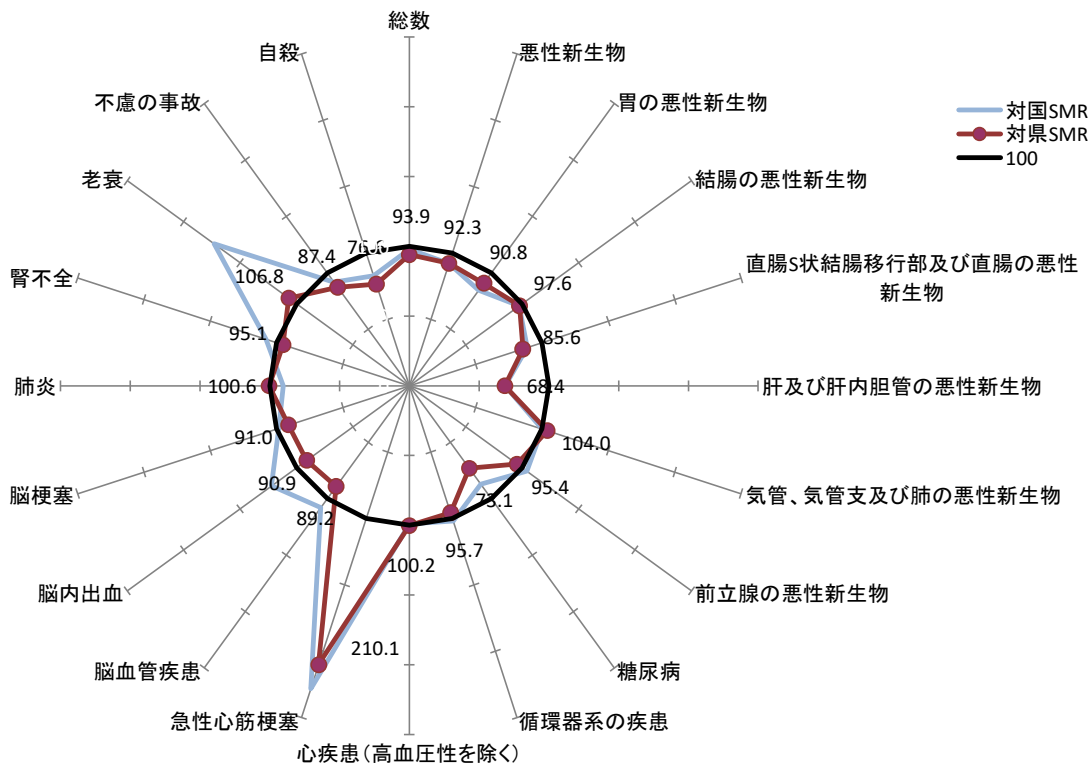 総数
自殺
悪性新生物
不慮の事故
胃の悪性新生物
対国SMR
対県SMR
100
老衰
結腸の悪性新生物
93.9
92.3
76.6
90.8
87.4
97.6
106.8
直腸S状結腸移行部及び直腸の悪性
新生物
腎不全
95.1
85.6
肺炎
100.6
68.4
肝及び肝内胆管の悪性新生物
91.0
104.0
脳梗塞
90.9
95.4
気管、気管支及び肺の悪性新生物
89.2
73.1
脳内出血
100.2
95.7
前立腺の悪性新生物
210.1
脳血管疾患
糖尿病
急性心筋梗塞
循環器系の疾患
心疾患(高血圧性を除く)